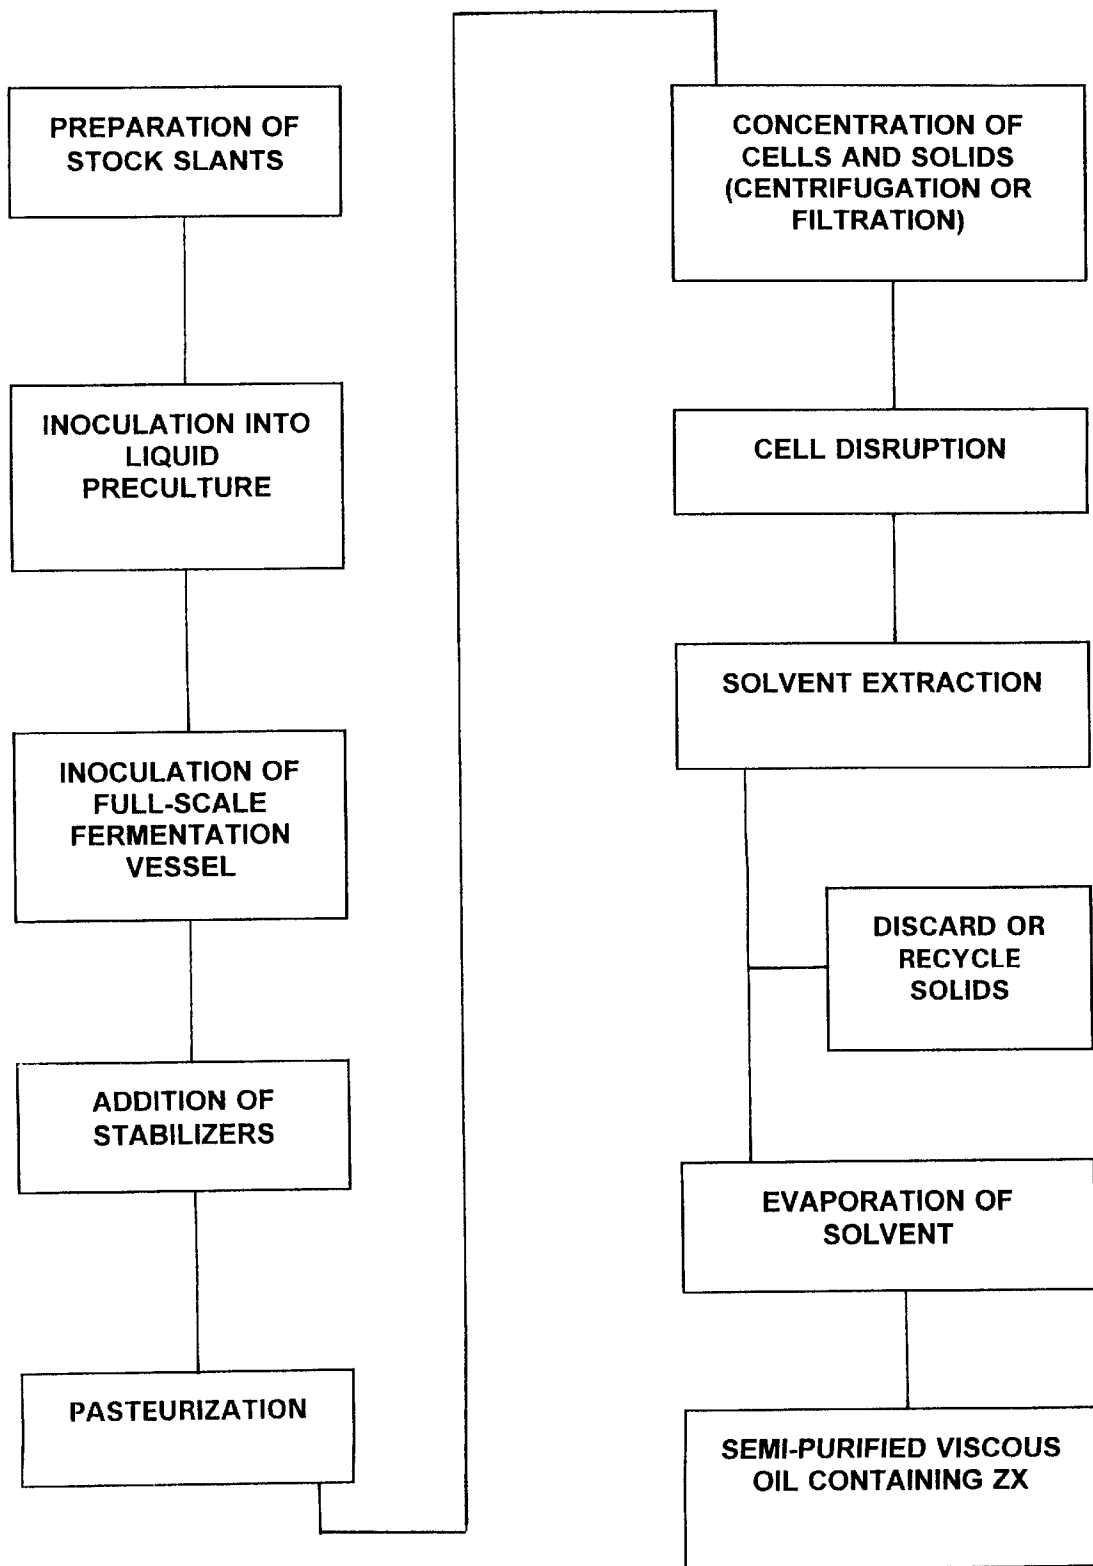 PREPARATION OF
STOCK SLANTS
INOCULATION INTO
LIQUID
PRECULTURE
INOCULATION OF
FULL-SCALE
FERMENTATION
VESSEL
ADDITION OF
STABILIZERS
PASTEURIZATION
CONCENTRATION OF
CELLS AND SOLIDS
(CENTRIFUGATION OR
FILTRATION)
CELL DISRUPTION
SOLVENT EXTRACTION
DISCARD OR
RECYCLE
SOLIDS
EVAPORATION OF
SOLVENT
SEMI-PURIFIED VISCOUS
OIL CONTAINING ZX